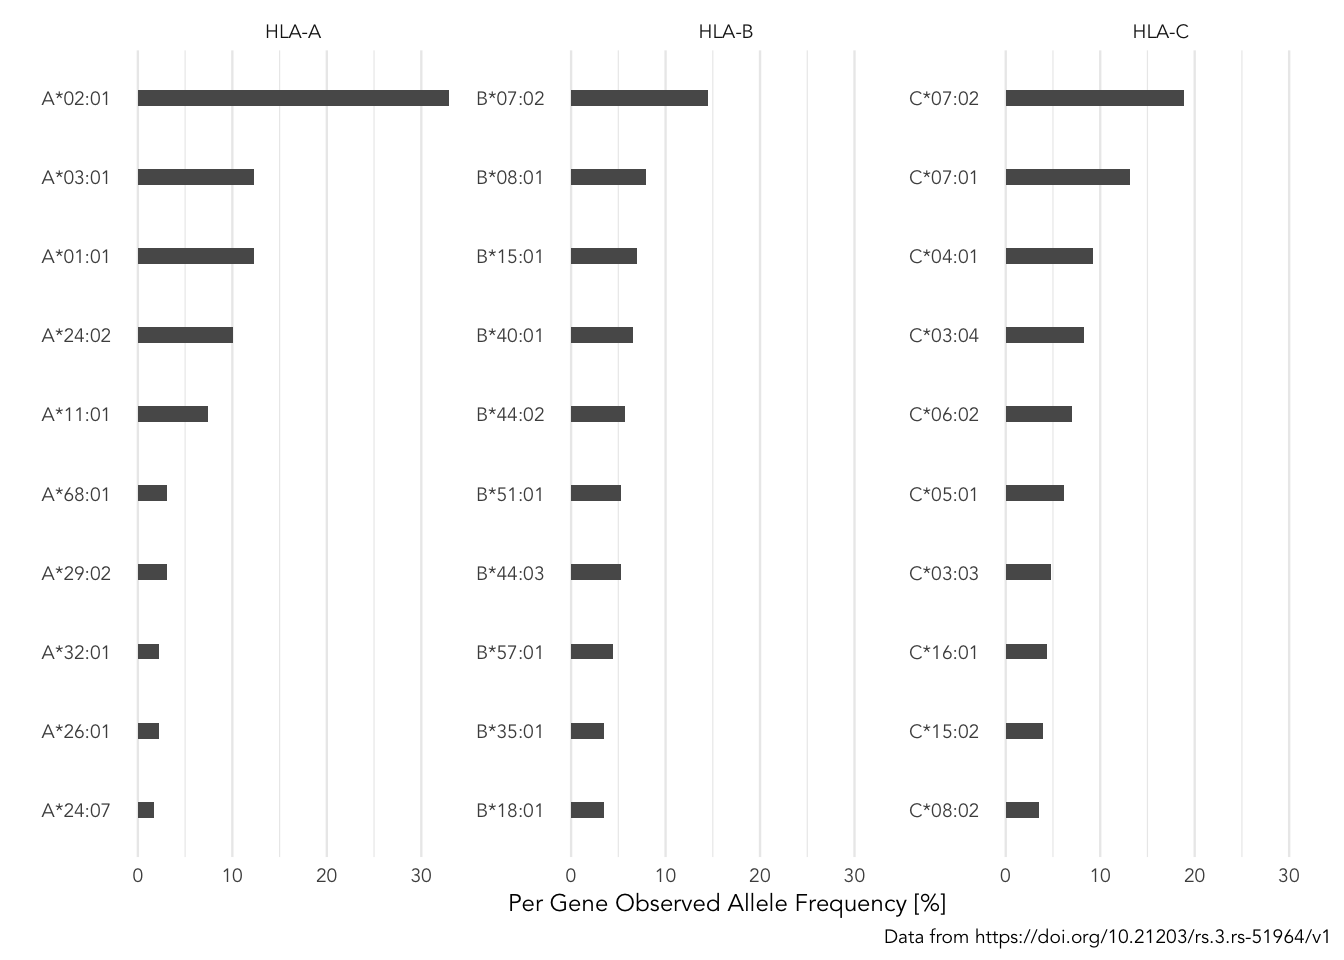 HLA-A
HLA-B
HLA-C
A*02:01
A*03:01
A*01:01
A*24:02
A*11:01
A*68:01
A*29:02
A*32:01
A*26:01
A*24:07
0 10 20 30
B*07:02
B*08:01
B*15:01
B*40:01
B*44:02
B*51:01
B*44:03
B*57:01
B*35:01
B*18:01
0 10 20 30
C*07:02
C*07:01
C*04:01
C*03:04
C*06:02
C*05:01
C*03:03
C*16:01
C*15:02
C*08:02
0 10 20 30
Per Gene Observed Allele Frequency [%]
Data from https://doi.org/10.21203/rs.3.rs-51964/v1